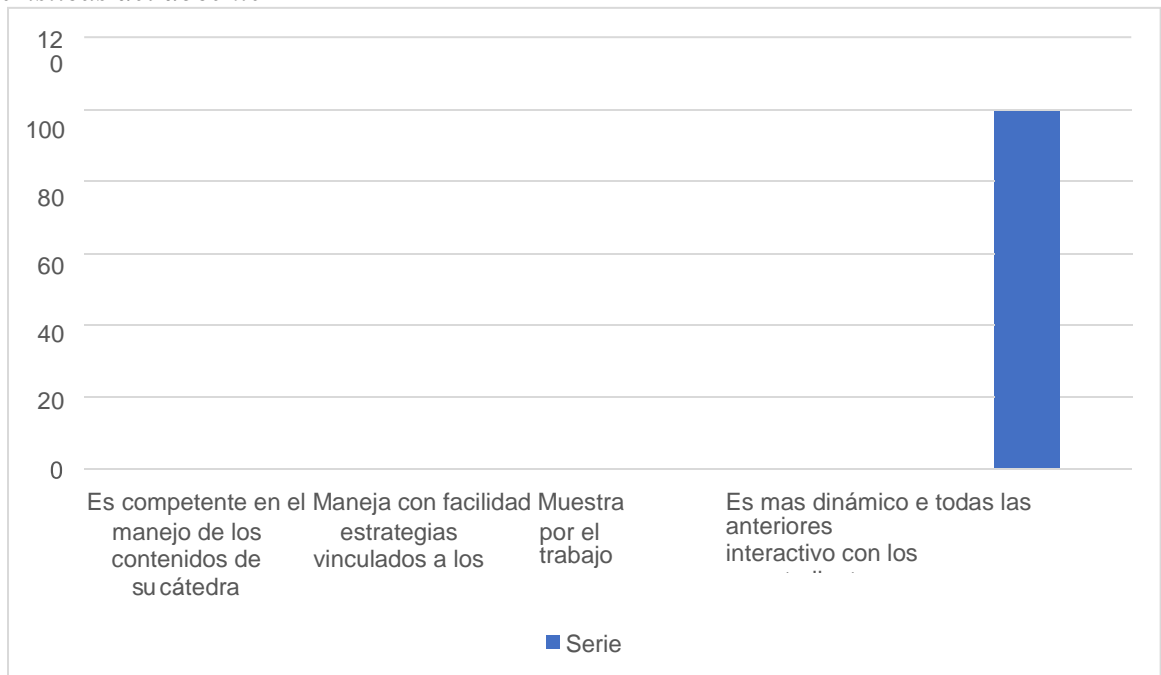 12
0
100
80
60
40
20
0
Es competente en el Maneja con facilidad Muestra
manejo de los estrategias por el
contenidos de vinculados a los trabajo
su cátedra
Es mas dinámico e todas las
anteriores
interactivo con los
Serie